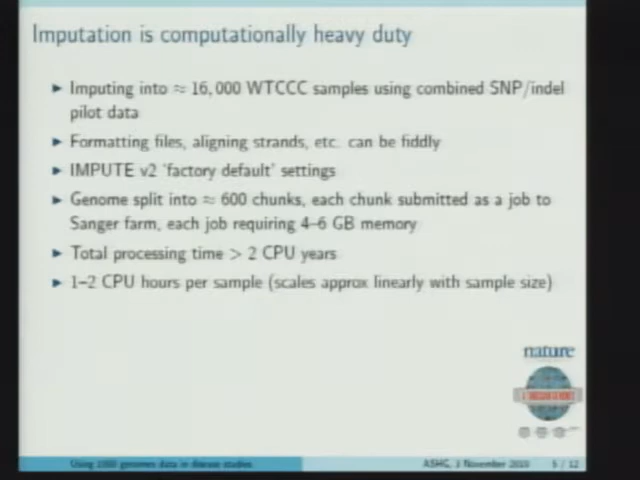 Imputation is computationally heavy duty
Imputing into ≈ 16,000 WTCCC samples using combined SNP/indel
pilot data
Formatting files, aligning strands, etc. can be fiddly
IMPUTE v2 'factory default' settings
Genome split into ≈ 600 chunks, each chunk submitted as a job to
Sanger farm, each job requiring 4–6 GB memory
Total processing time > 2 CPU years
1–2 CPU hours per sample (scales approx linearly with sample size)
nature
Using 1000 genomes data in disease studies
ASHG, 3 November 2010
5 / 12